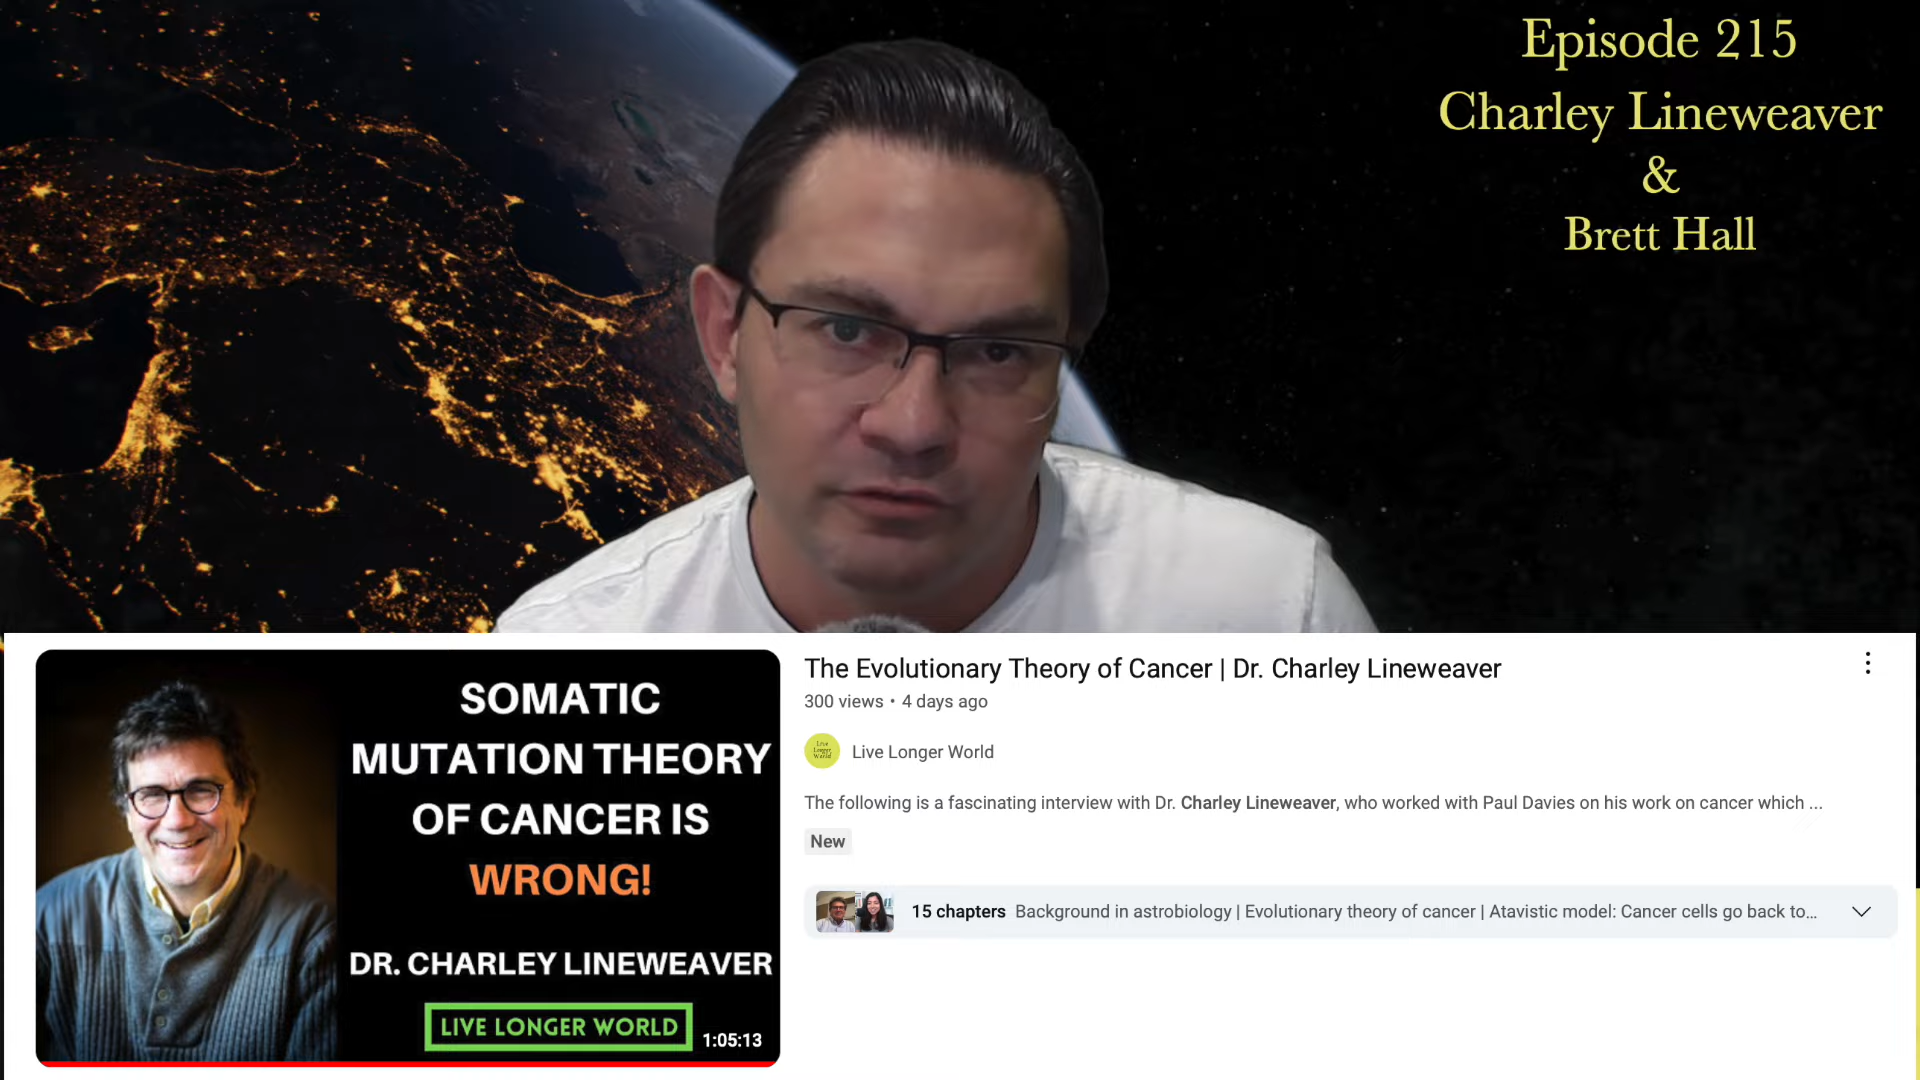 Episode 215
Charley Lineweaver
&
Brett Hall
SOMATIC
MUTATION THEORY
OF CANCER IS
WRONG!
DR. CHARLEY LINEWEAVER
LIVE LONGER WORLD
1:05:13
The Evolutionary Theory of Cancer | Dr. Charley Lineweaver
300 views • 4 days ago
Live
Longer
World
Live Longer World
The following is a fascinating interview with Dr. Charley Lineweaver, who worked with Paul Davies on his work on cancer which ...
New
15 chapters Background in astrobiology | Evolutionary theory of cancer | Atavistic model: Cancer cells go back to...